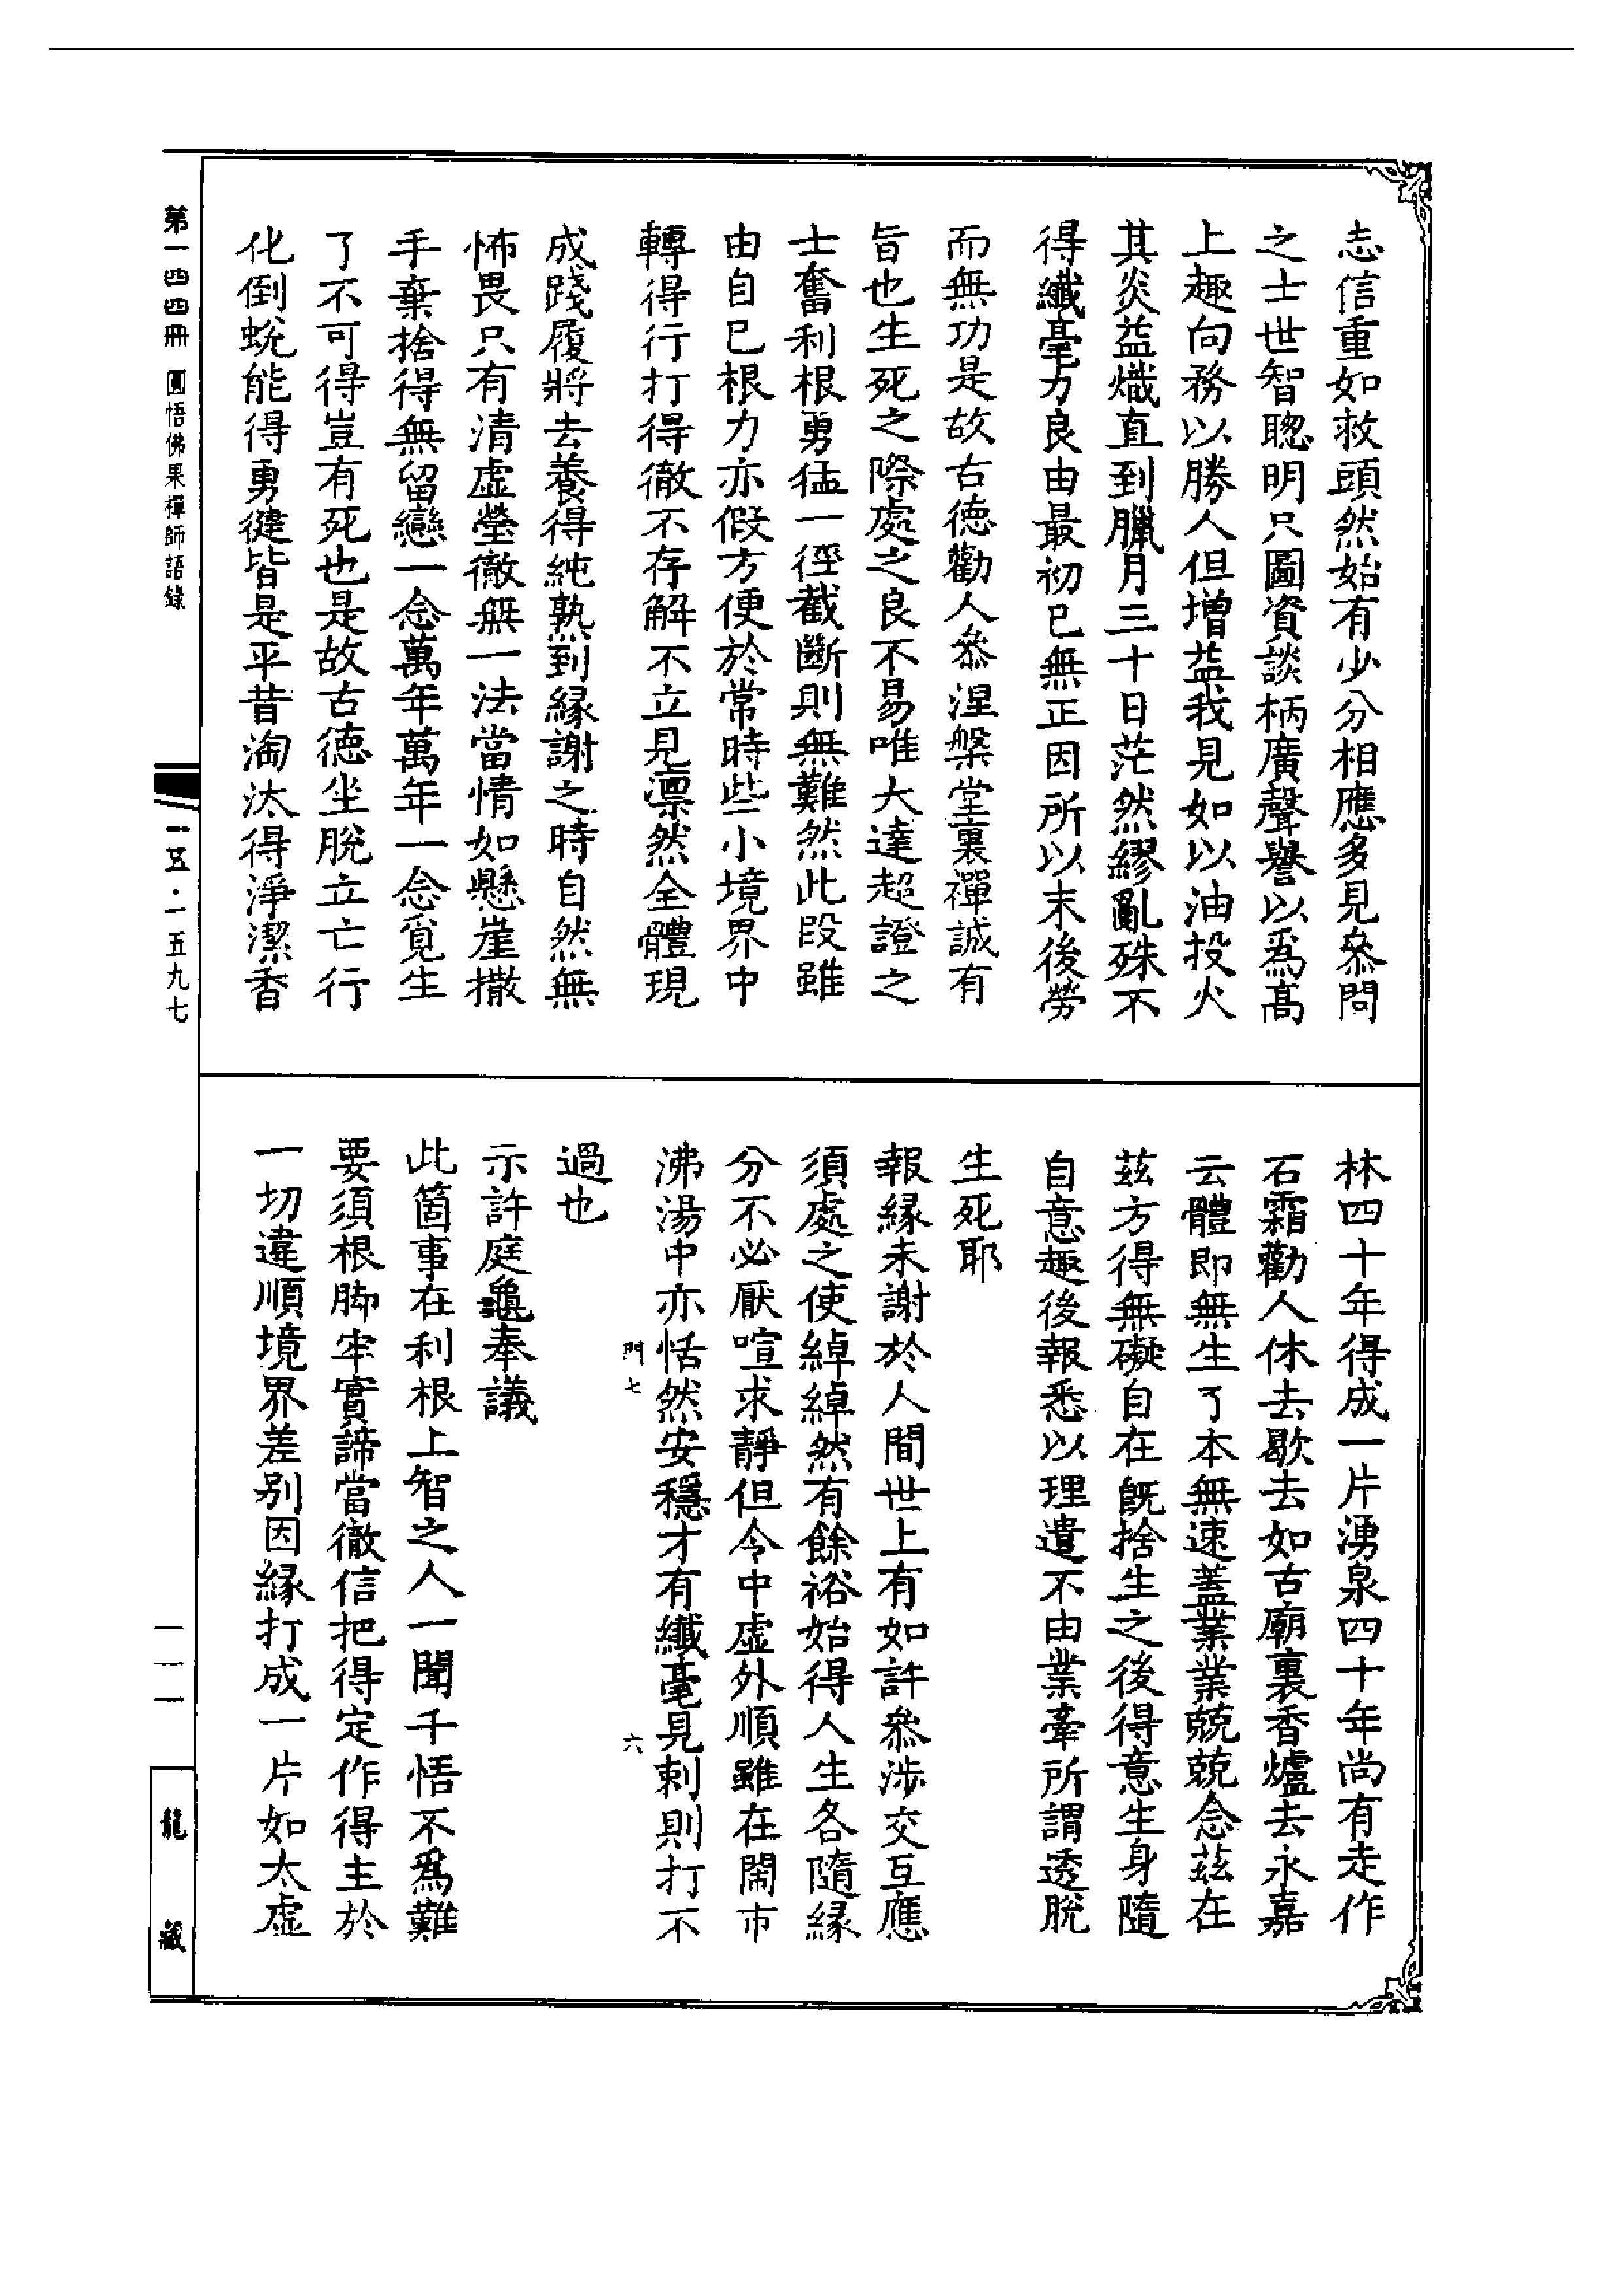 志信重如救頭然始有少分相應多見叅問
之士世智聰明只圖資談柄廣聲譽以爲高
上趣向務以勝人但增益我見如以油投火
其炎益熾直到臘月三十日茫然繆亂殊不
得纖毫力良由最初已無正因所以末後勞
而無功是故古德勸人叅涅槃堂裏禪誠有
旨也生死之際處之良不易唯大達超證之
士奮利根勇猛一徑截斷則無難然此段雖
由自已根力亦假方便於常時些小境界中
轉得行打得徹不存解不立見凛然全體現
成踐履將去養得純熟到緣謝之時自然無
怖畏只有清虛瑩徹無一法當情如懸崖撒
手棄捨得無留戀一念萬年萬年一念覓生
了不可得豈有死也是故古德坐脫立亡行
化倒蛻能得勇健皆是平昔淘汰得淨潔香
林四十年得成一片湧泉四十年尚有走作
石霜勸人休去歇去如古廟裏香爐去永嘉
云體即無生了本無速蓋業業兢兢念茲在
茲方得無礙自在旣捨生之後得意生身隨
自意趣後報悉以理遣不由業牽所謂透脫
生死耶
報緣未謝於人間世上有如許叅涉交互應
須處之使綽綽然有餘裕始得人生各隨緣
分不必厭喧求靜但令中虛外順雖在閙市
沸湯中亦恬然安穩才有纖毫見刺則打不
過也
門七
六
示許庭龜奉議
此箇事在利根上智之人一聞千悟不爲難
要須根脚牢實諦當徹信把得定作得主於
一切違順境界差别因緣打成一片如太虛
第一四四冊 圓悟佛果禪師語錄
一五·一五九七
一一一
龍藏